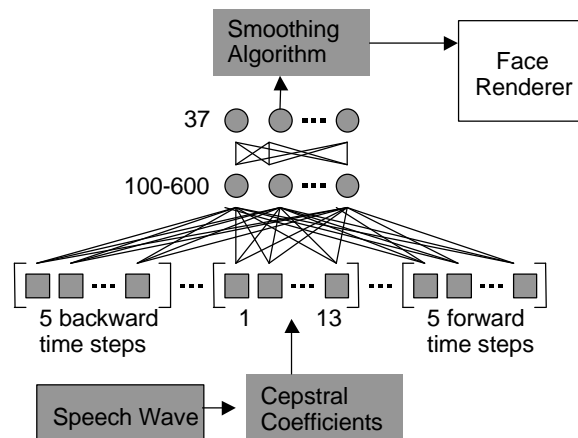 Smoothing
Algorithm
Face
Renderer
37
100-600
5 backward
time steps
1
13
5 forward
time steps
Speech Wave
Cepstral
Coefficients